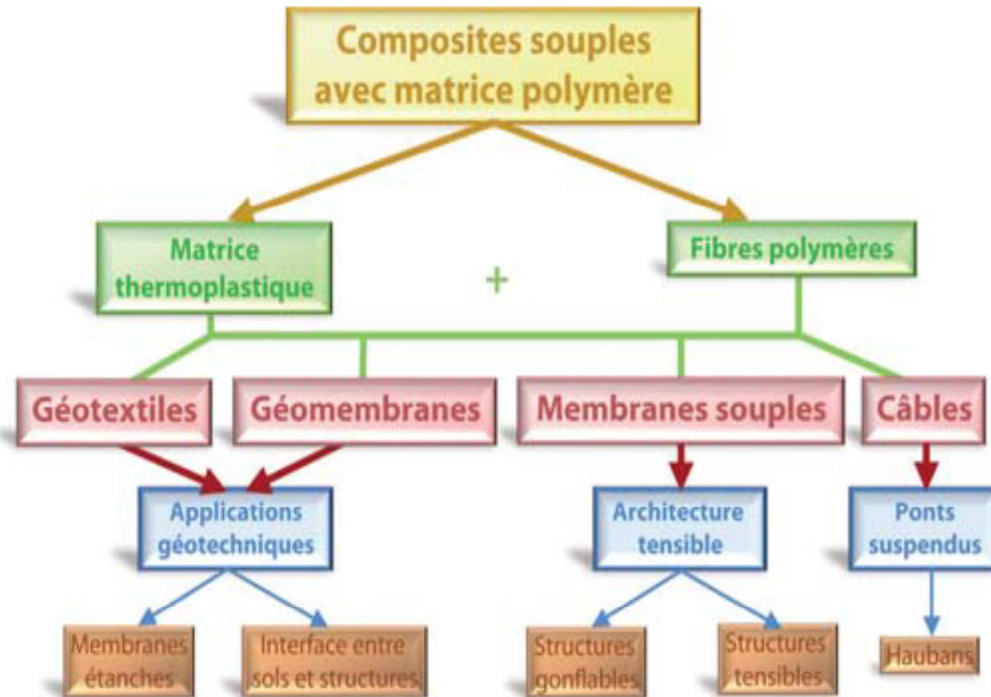 Composites souples
avec matrice polymère
Matrice
thermoplastique
+
Fibres polymères
Géotextiles
Géomembranes
Membranes souples
Câbles
Applications
géotechniques
Architecture
tensible
Ponts
suspendus
Membranes
étanches
Interface entre
sols et structures
Structures
gonflables
Structures
tensibles
Haubans